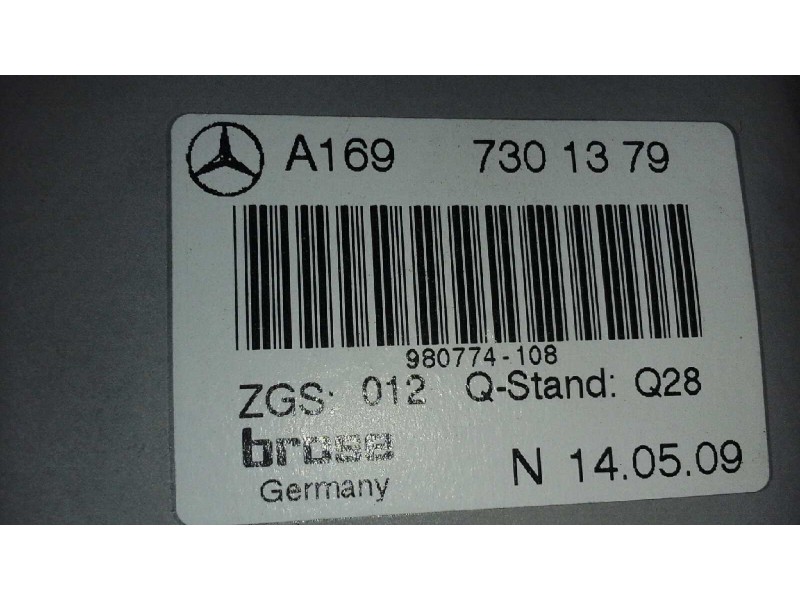 A169 730 13 79
980774-108
ZGS: 012 Q-Stand: Q28
brose
Germany
N 14.05.09